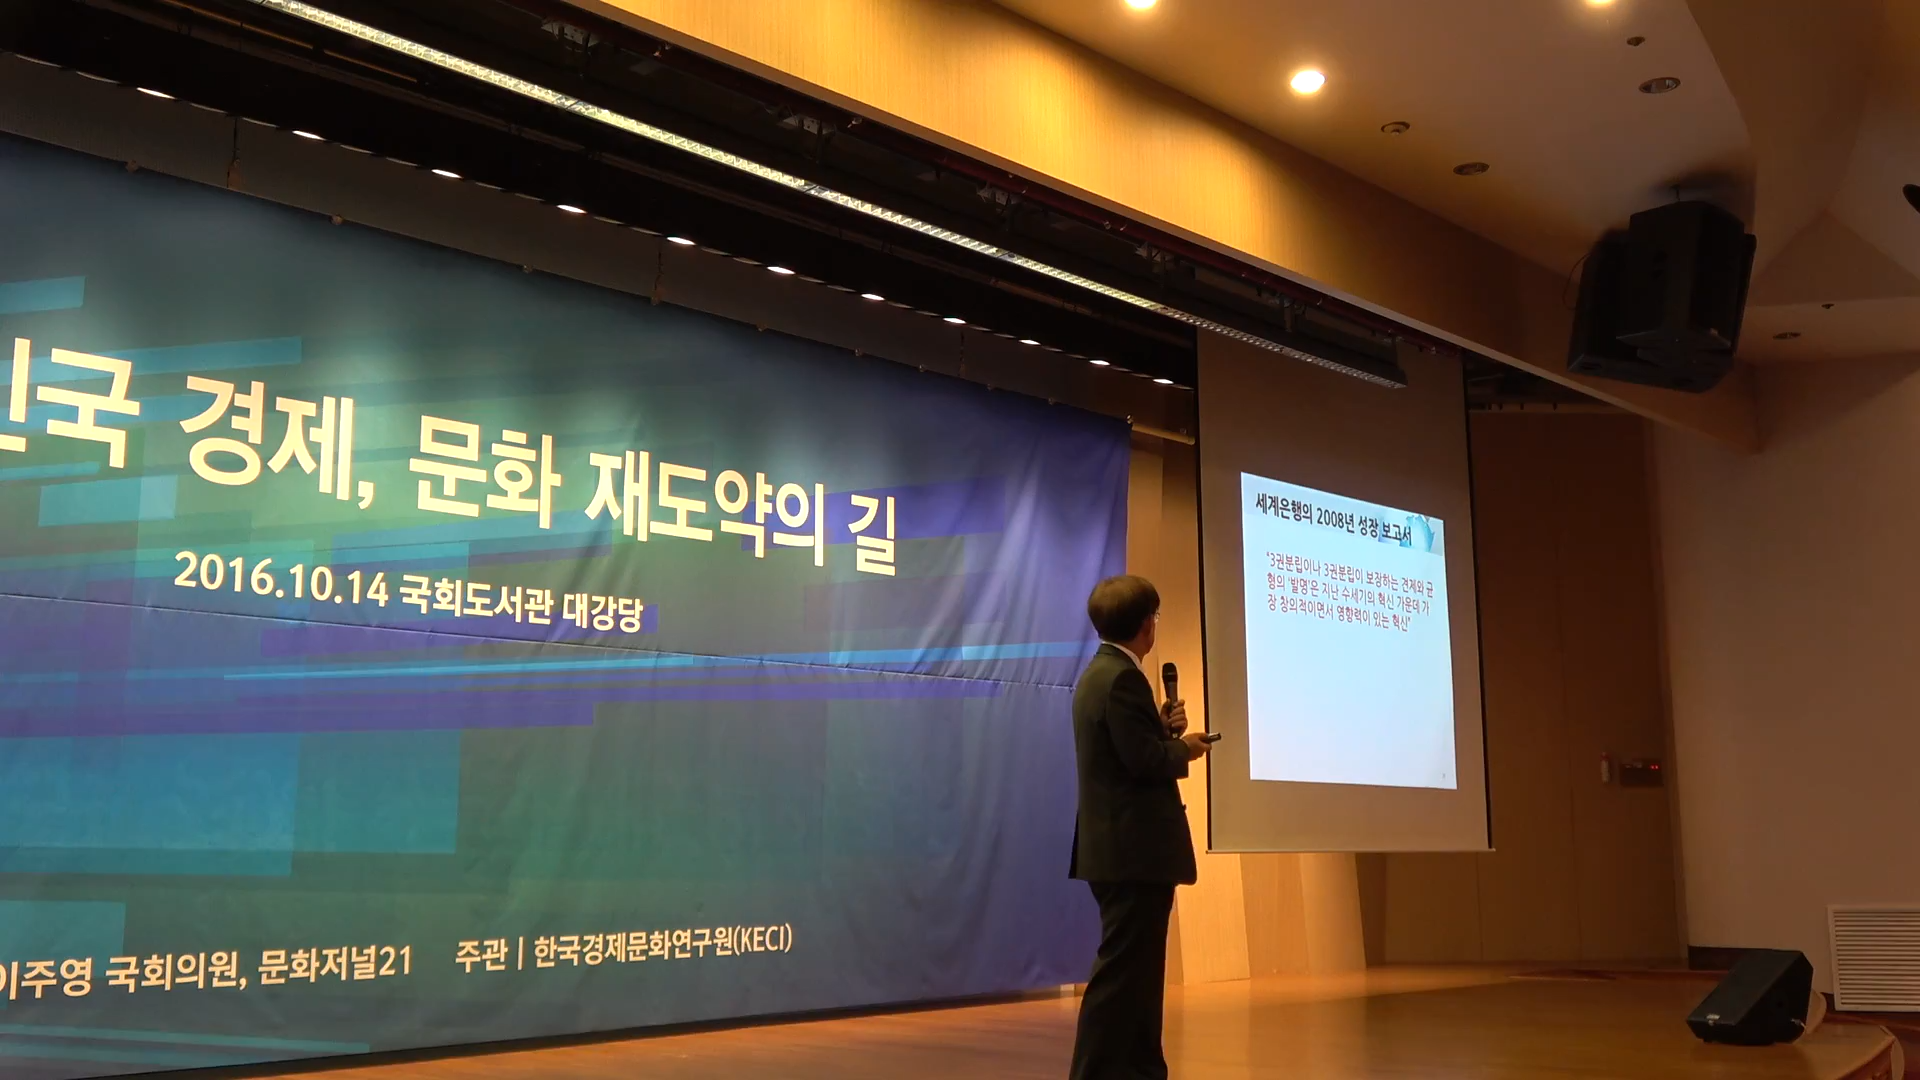 국 경제, 문화 재도약의 길
2016.10.14 국회도서관 대강당
이주영 국회의원, 문화저널21 주관 | 한국경제문화연구원(KECI)
세계은행의 2008년 성장 보고서
“3권분립이나 3권분립이 보장하는 견제와 균
형의 ‘발명’은 지난 수세기의 혁신 가운데 가
장 창의적이면서 영향력이 있는 혁신”